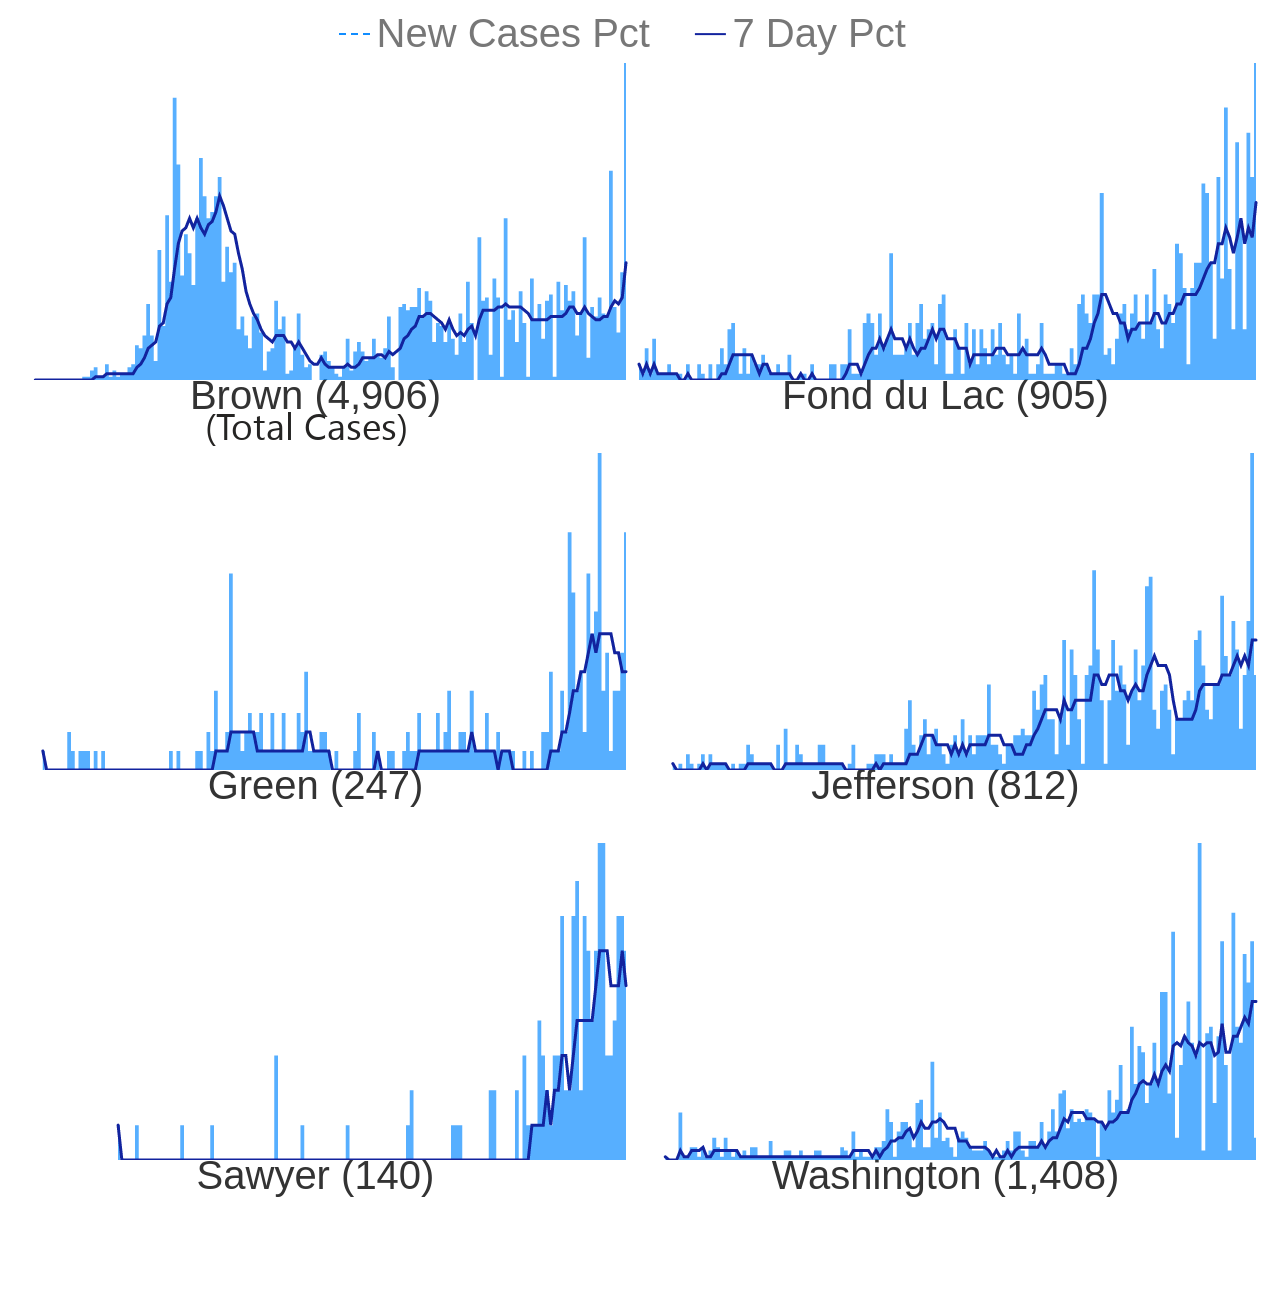 New Cases Pct 7 Day Pct
Brown (4,906) Fond du Lac (905)
(Total Cases)
Green (247) Jefferson (812)
Sawyer (140) Washington (1,408)